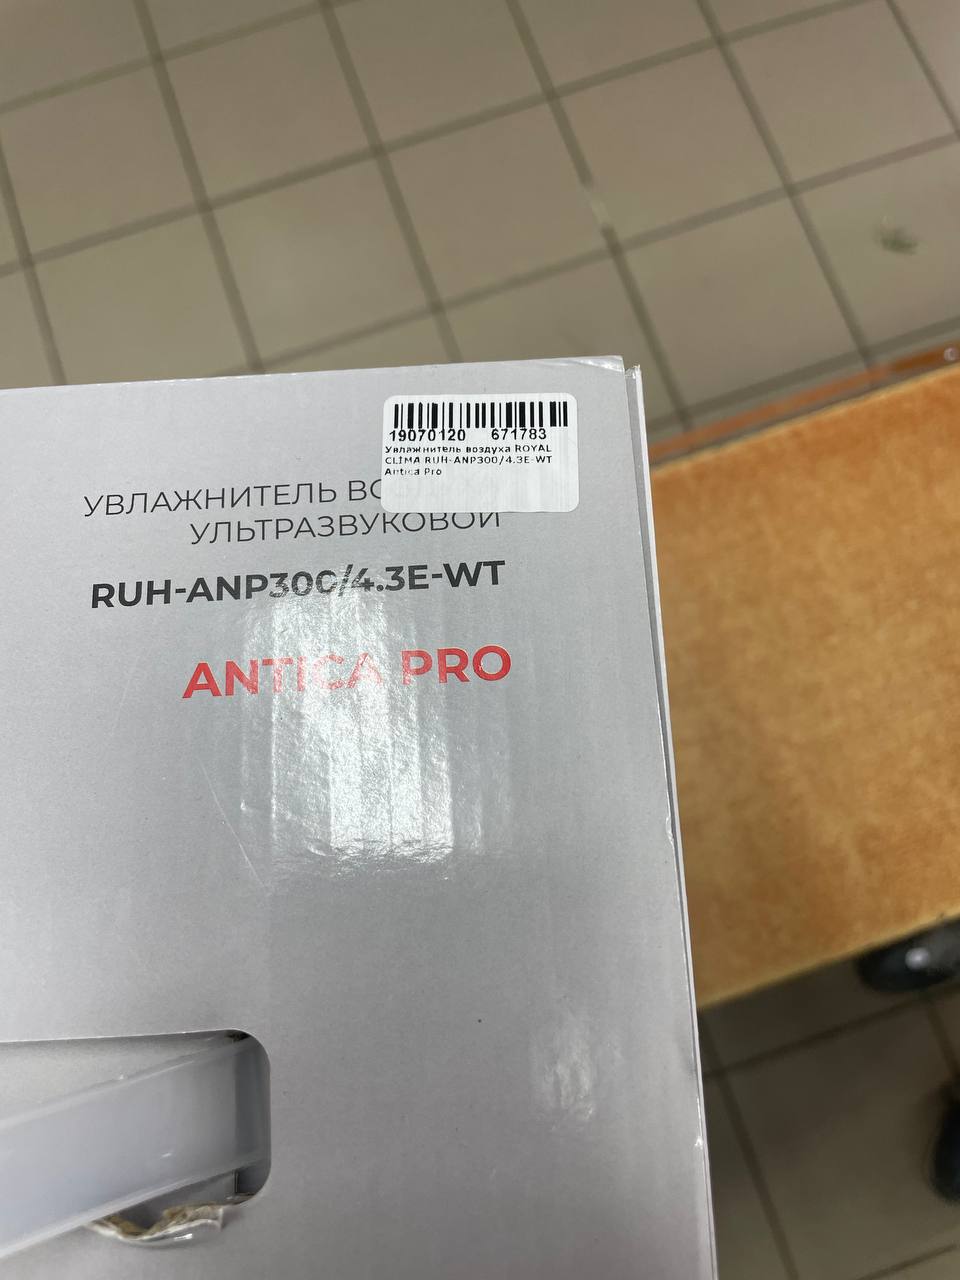 19070120 671783
Увлажнитель воздуха ROYAL
CLIMA RUH-ANP300/4.3E-WT
Antica Pro
УВЛАЖНИТЕЛЬ
УЛЬТРАЗВУКОВОЙ
RUH-ANP300/4.3E-WT
ANTICA PRO